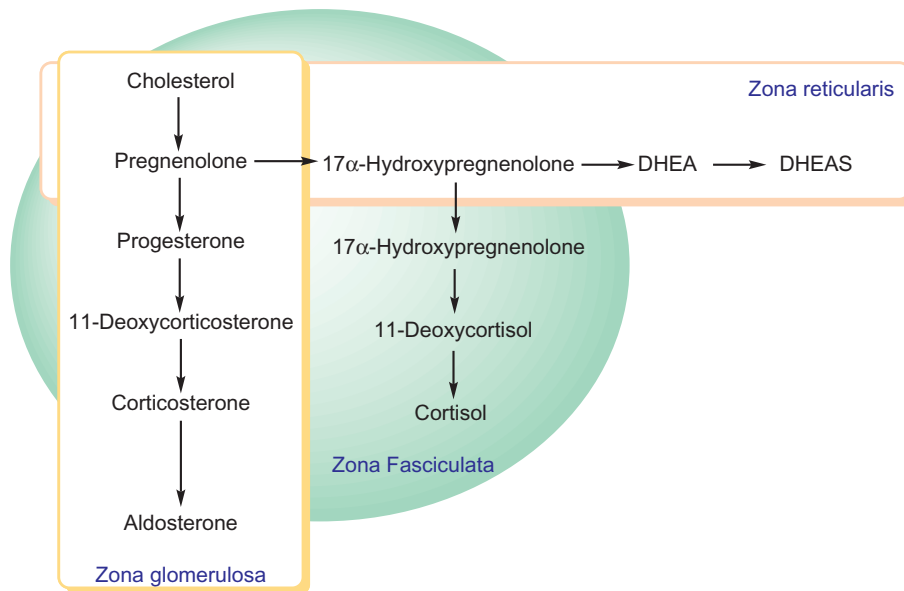 Cholesterol
Zona reticularis
Pregnenolone
17α-Hydroxypregnenolone
DHEA
DHEAS
Progesterone
17α-Hydroxypregnenolone
11-Deoxycorticosterone
11-Deoxycortisol
Corticosterone
Cortisol
Zona Fasciculata
Aldosterone
Zona glomerulosa